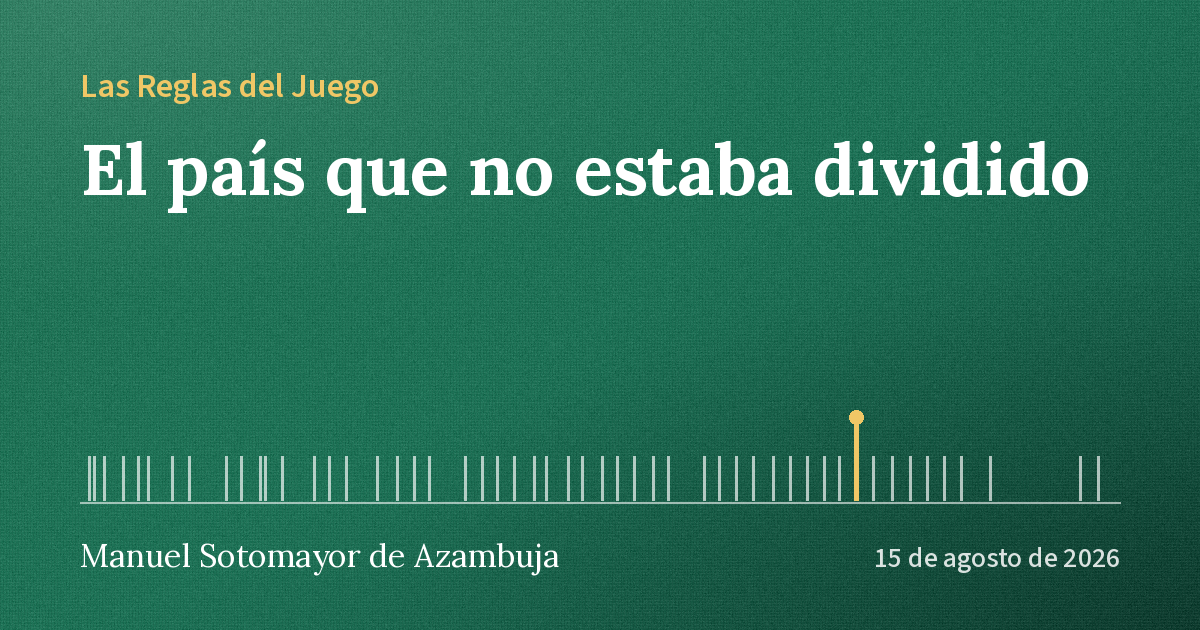 Las Reglas del Juego
El país que no estaba dividido
Manuel Sotomayor de Azambuja
15 de agosto de 2026